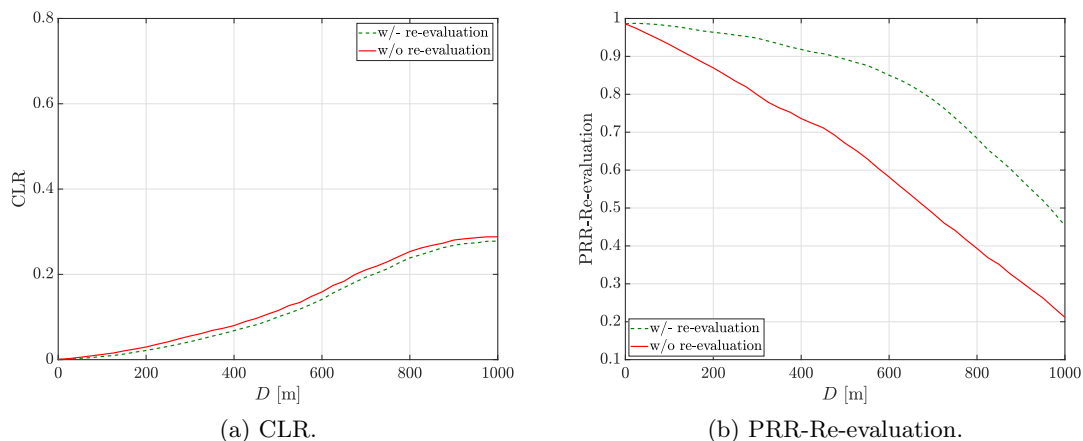 0.8
0.6
0.4
0.2
0
CLR
w/- re-evaluation
w/o re-evaluation
0 200 400 600 800 1000
D [m]
(a) CLR.
1
0.9
0.8
0.7
0.6
0.5
0.4
0.3
0.2
0.1
PRR-Re-evaluation
w/- re-evaluation
w/o re-evaluation
0 200 400 600 800 1000
D [m]
(b) PRR-Re-evaluation.